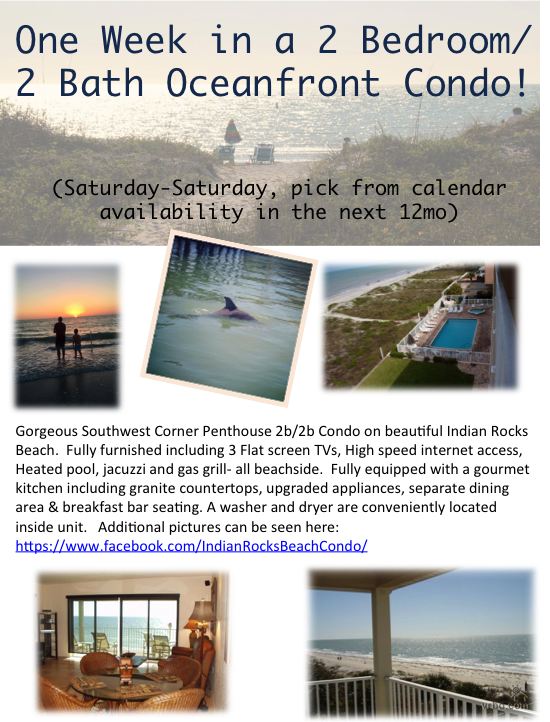 One Week in a 2 Bedroom/
2 Bath Oceanfront Condo!
(Saturday-Saturday, pick from calendar
availability in the next 12mo)
Gorgeous Southwest Corner Penthouse 2b/2b Condo on beautiful Indian Rocks
Beach.  Fully furnished including 3 Flat screen TVs, High speed internet access,
Heated pool, jacuzzi and gas grill- all beachside.  Fully equipped with a gourmet
kitchen including granite countertops, upgraded appliances, separate dining
area & breakfast bar seating. A washer and dryer are conveniently located
inside unit.   Additional pictures can be seen here:
https://www.facebook.com/IndianRocksBeachCondo/
vrbo.com